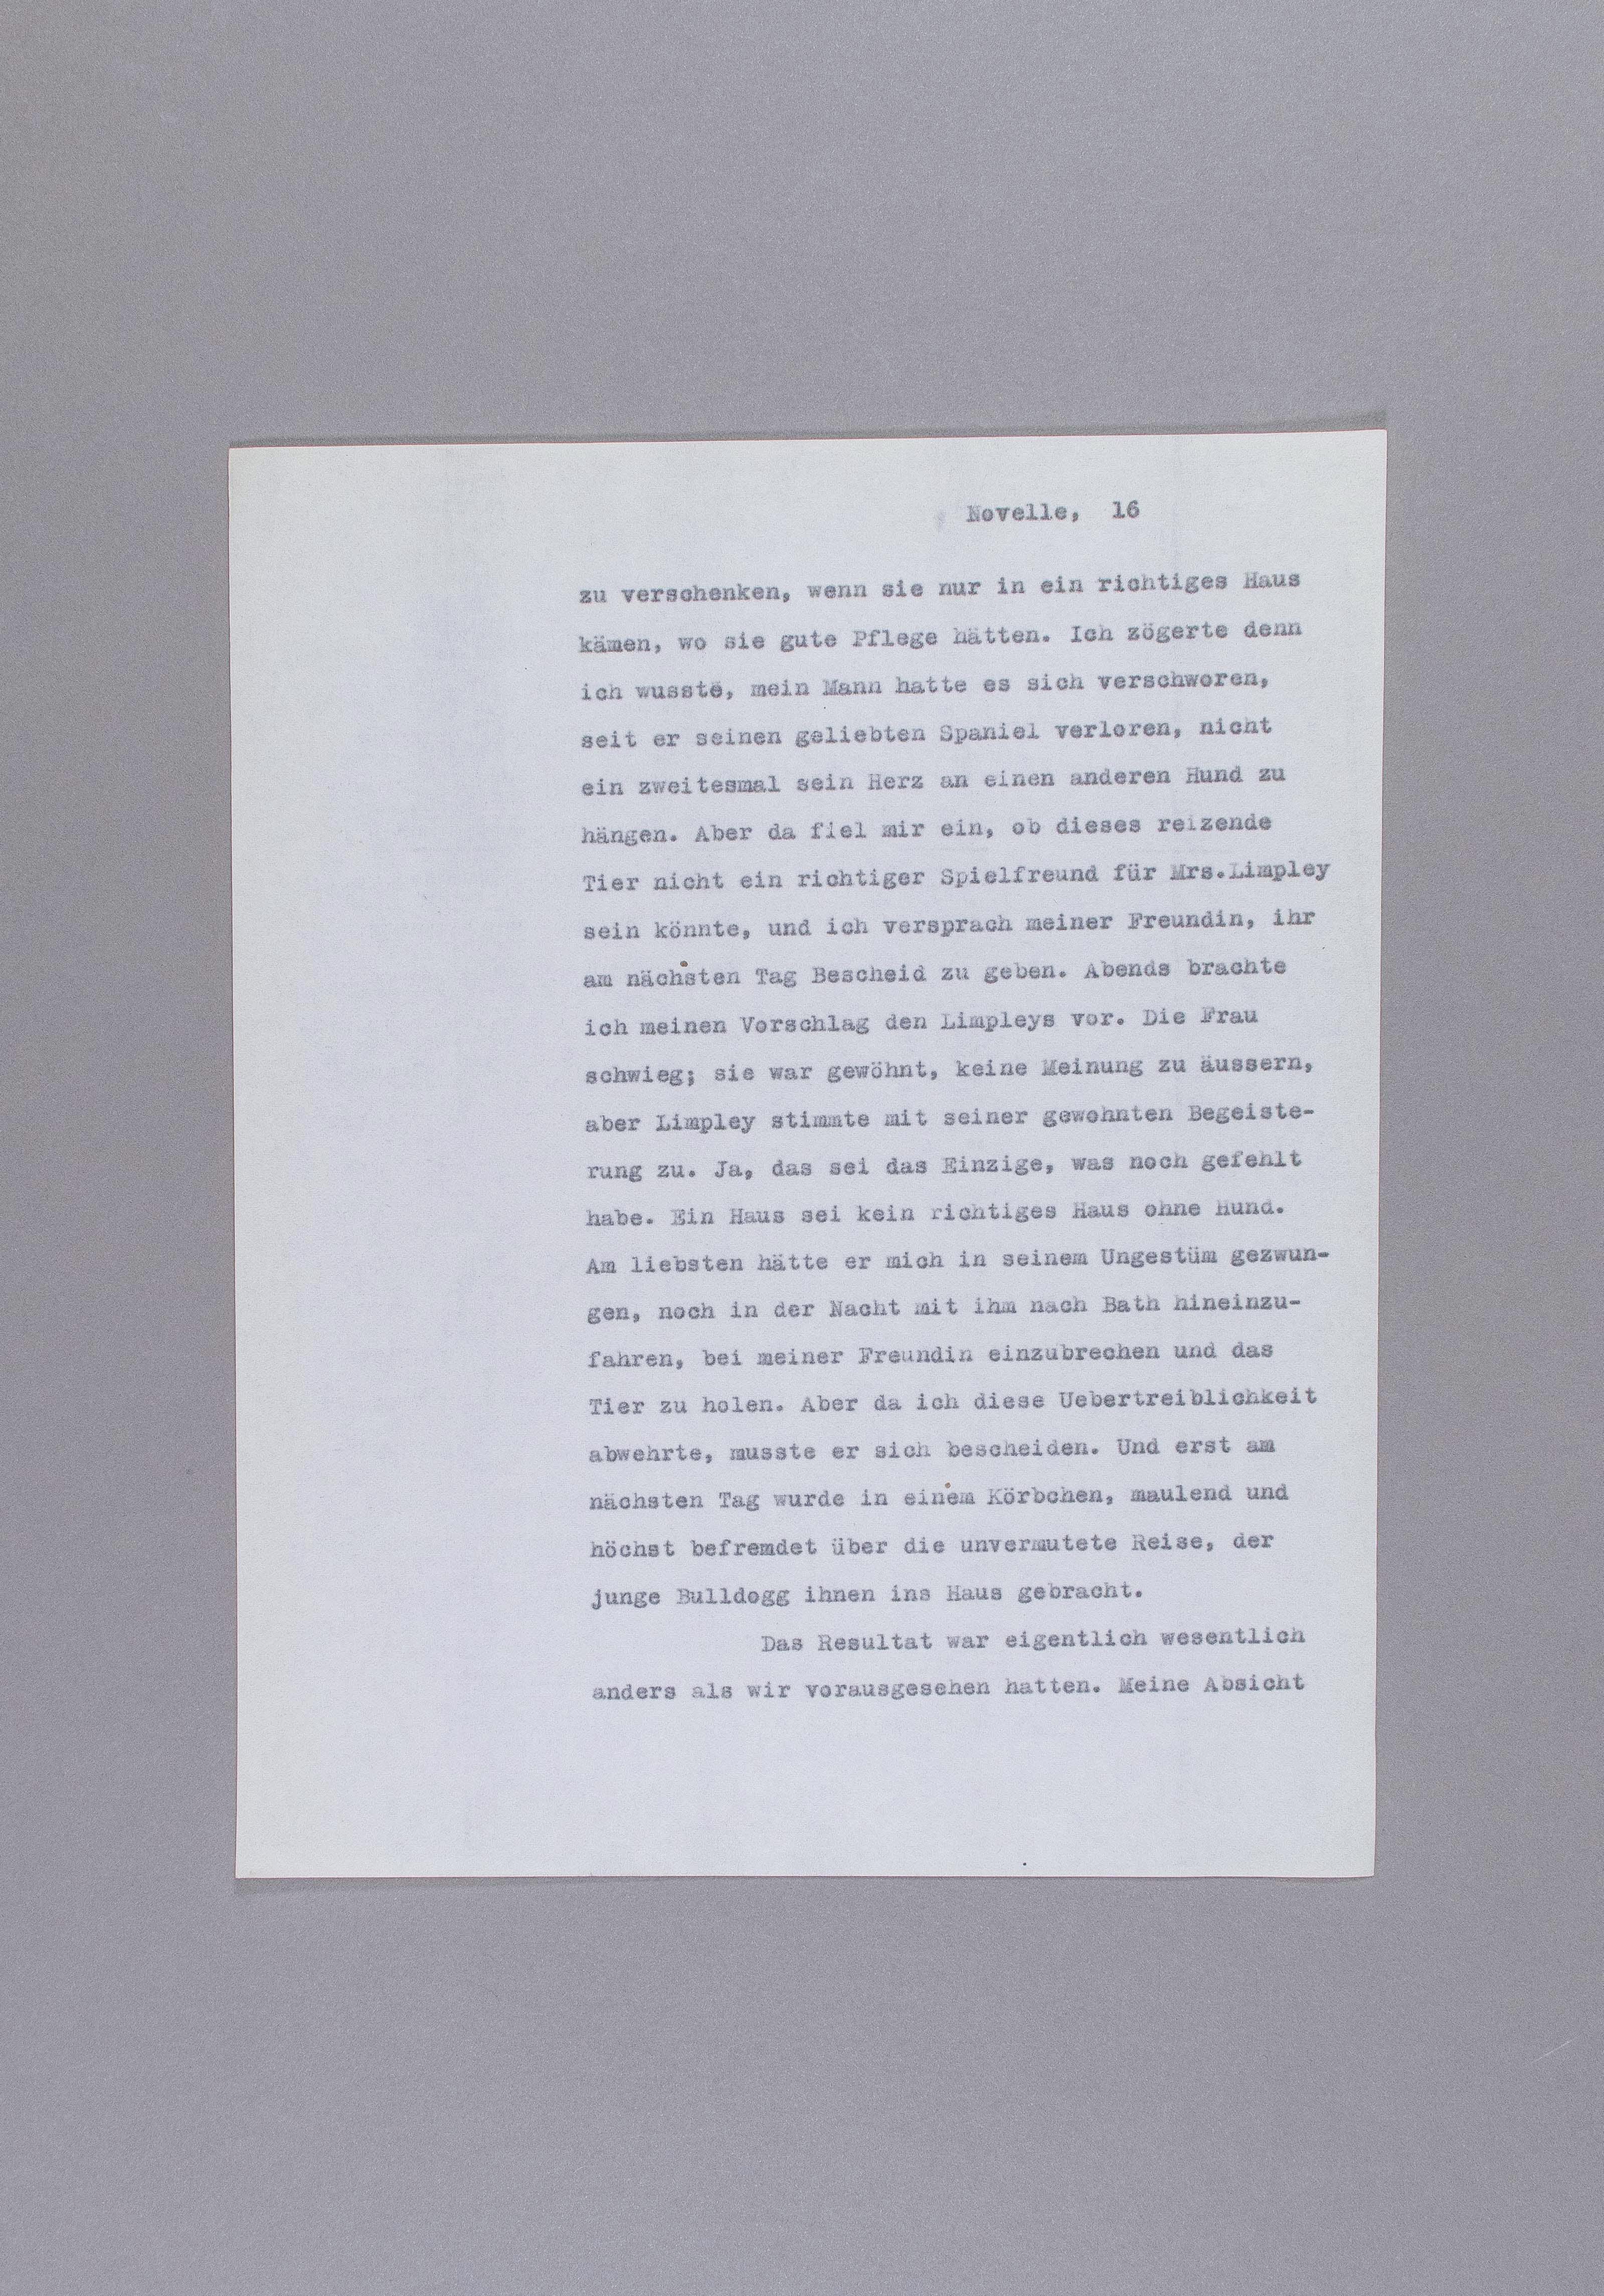 Novelle, 16
zu verschenken, wenn sie nur in ein richtiges Haus
kämen, wo sie gute Pflege hätten. Ich zögerte denn
ich wusste, mein Mann hatte es sich verschworen,
seit er seinen geliebten Spaniel verloren, nicht
ein zweitesmal sein Herz an einen anderen Hund zu
hängen. Aber da fiel mir ein, ob dieses reizende
Tier nicht ein richtiger Spielfreund für Mrs.Limpley
sein könnte, und ich versprach meiner Freundin, ihr
am nächsten Tag Bescheid zu geben. Abends brachte
ich meinen Vorschlag den Limpleys vor. Die Frau
schwieg; sie war gewöhnt, keine Meinung zu äussern,
aber Limpley stimmte mit seiner gewohnten Begeiste-
rung zu. Ja, das sei das Einzige, was noch gefehlt
habe. Ein Haus sei kein richtiges Haus ohne Hund.
Am liebsten hätte er mich in seinem Ungestüm gezwun-
gen, noch in der Nacht mit ihm nach Bath hineinzu-
fahren, bei meiner Freundin einzubrechen und das
Tier zu holen. Aber da ich diese Uebertreiblichkeit
abwehrte, musste er sich bescheiden. Und erst am
nächsten Tag wurde in einem Körbchen, maulend und
höchst befremdet über die unvermutete Reise, der
junge Bulldogg ihnen ins Haus gebracht.
Das Resultat war eigentlich wesentlich
anders als wir vorausgesehen hatten. Meine Absicht